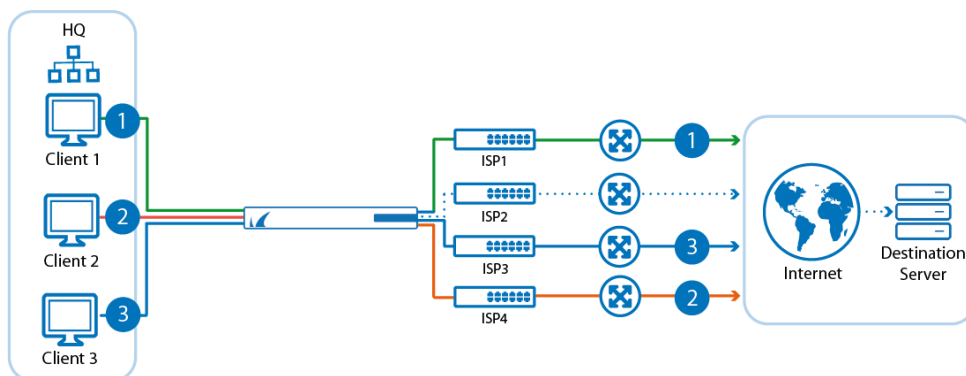 HQ
1
Client 1
2
Client 2
3
Client 3
ISP1
1
ISP2
ISP3
3
ISP4
2
Internet
Destination
Server